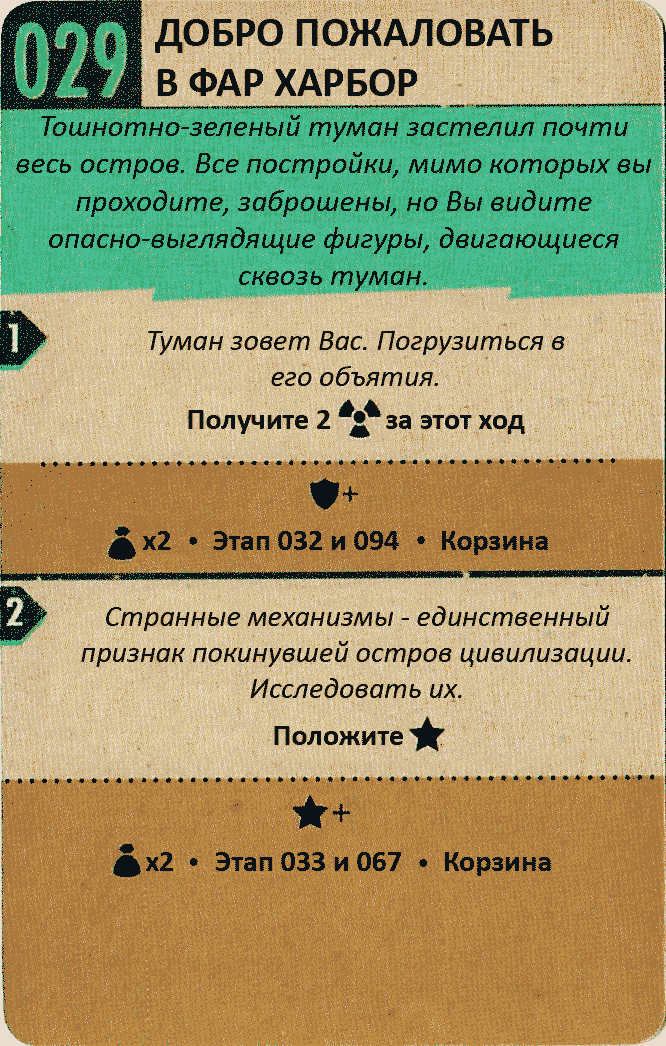 029
ДОБРО ПОЖАЛОВАТЬ
В ФАР ХАРБОР
Тошнотно-зеленый туман застелил почти
весь остров. Все постройки, мимо которых вы
проходите, заброшены, но Вы видите
опасно-выглядящие фигуры, двигающиеся
сквозь туман.
1
Туман зовет Вас. Погрузиться в
его объятия.
Получите 2 за этот ход
+
x2 • Этап 032 и 094 • Корзина
2
Странные механизмы - единственный
признак покинувшей остров цивилизации.
Исследовать их.
Положите
+
x2 • Этап 033 и 067 • Корзина